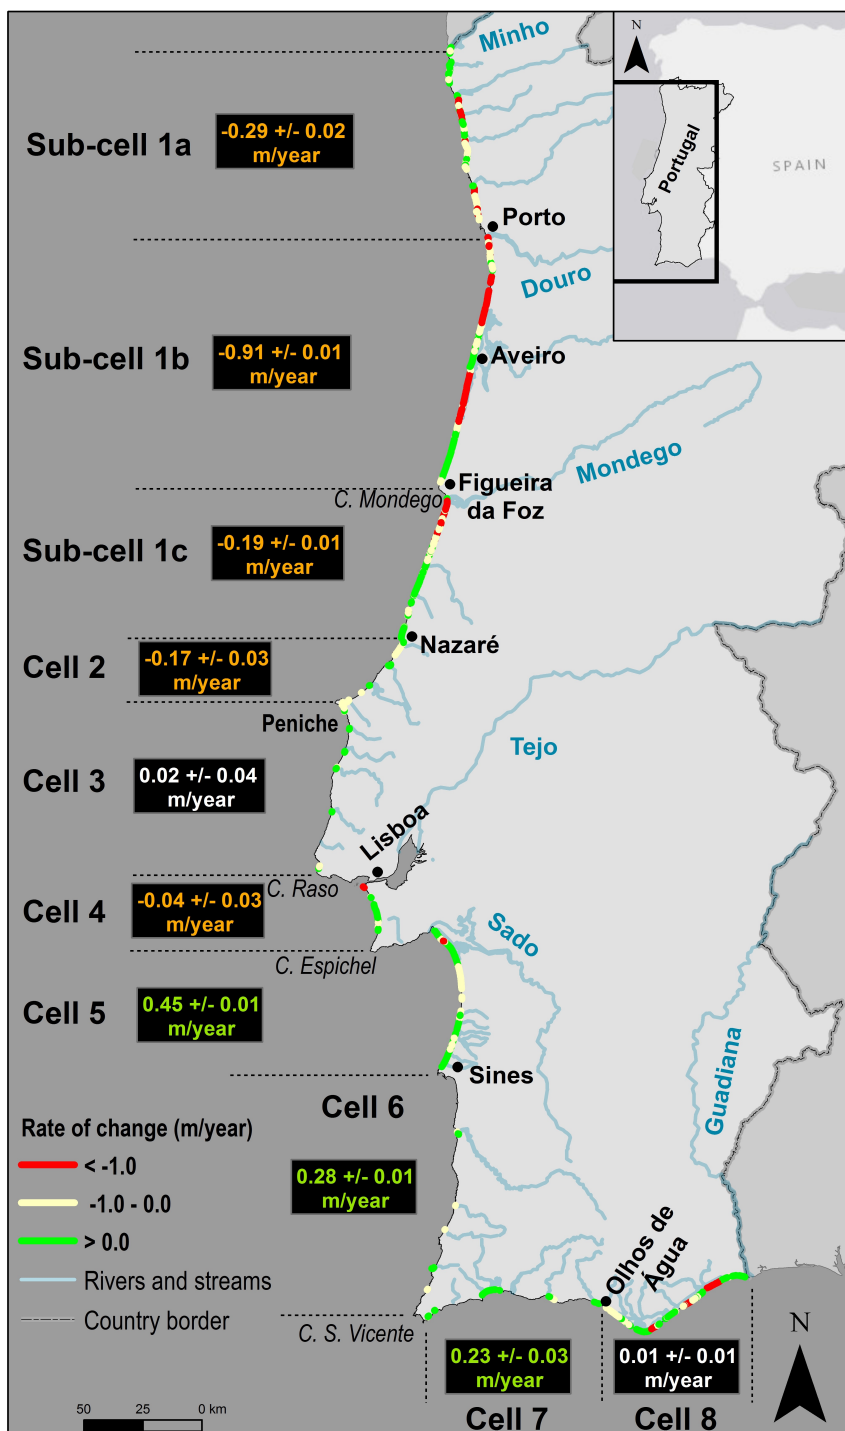 Minho
N
Sub-cell 1a
-0.29 +/- 0.02
m/year
Portugal
SPAIN
Porto
Douro
Sub-cell 1b
-0.91 +/- 0.01
m/year
Aveiro
Mondego
C. Mondego
Figueira
da Foz
Sub-cell 1c
-0.19 +/- 0.01
m/year
Nazaré
Cell 2
-0.17 +/- 0.03
m/year
Peniche
Tejo
Cell 3
0.02 +/- 0.04
m/year
Lisboa
C. Raso
Cell 4
-0.04 +/- 0.03
m/year
Sado
C. Espichel
Cell 5
0.45 +/- 0.01
m/year
Guadiana
Sines
Cell 6
0.28 +/- 0.01
m/year
Rate of change (m/year)
< -1.0
-1.0 - 0.0
> 0.0
Rivers and streams
Country border
Olhos de
Água
C. S. Vicente
0.23 +/- 0.03
m/year
Cell 7
0.01 +/- 0.01
m/year
Cell 8
N
50 25 0 km